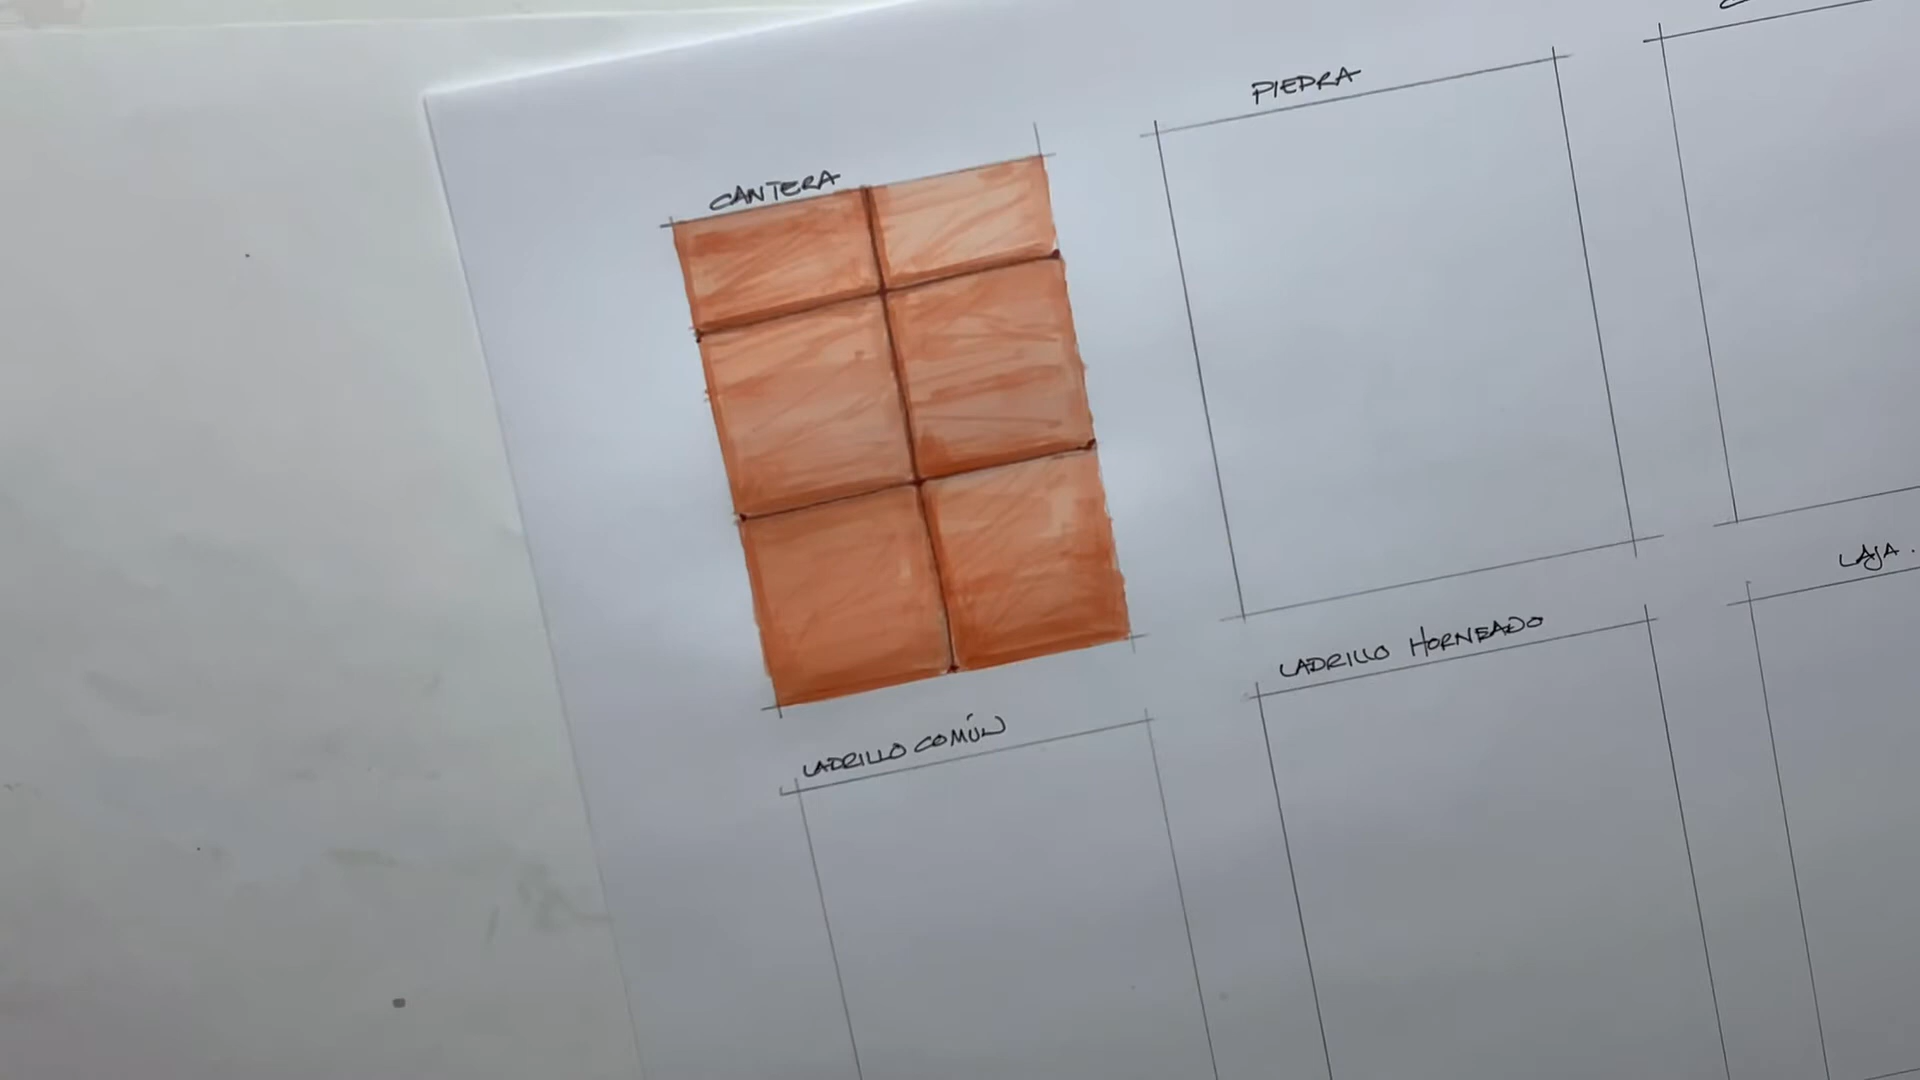 CANTERA
PIEDRA
LADRILLO COMÚN
LADRILLO HORNEADO
LAJA.